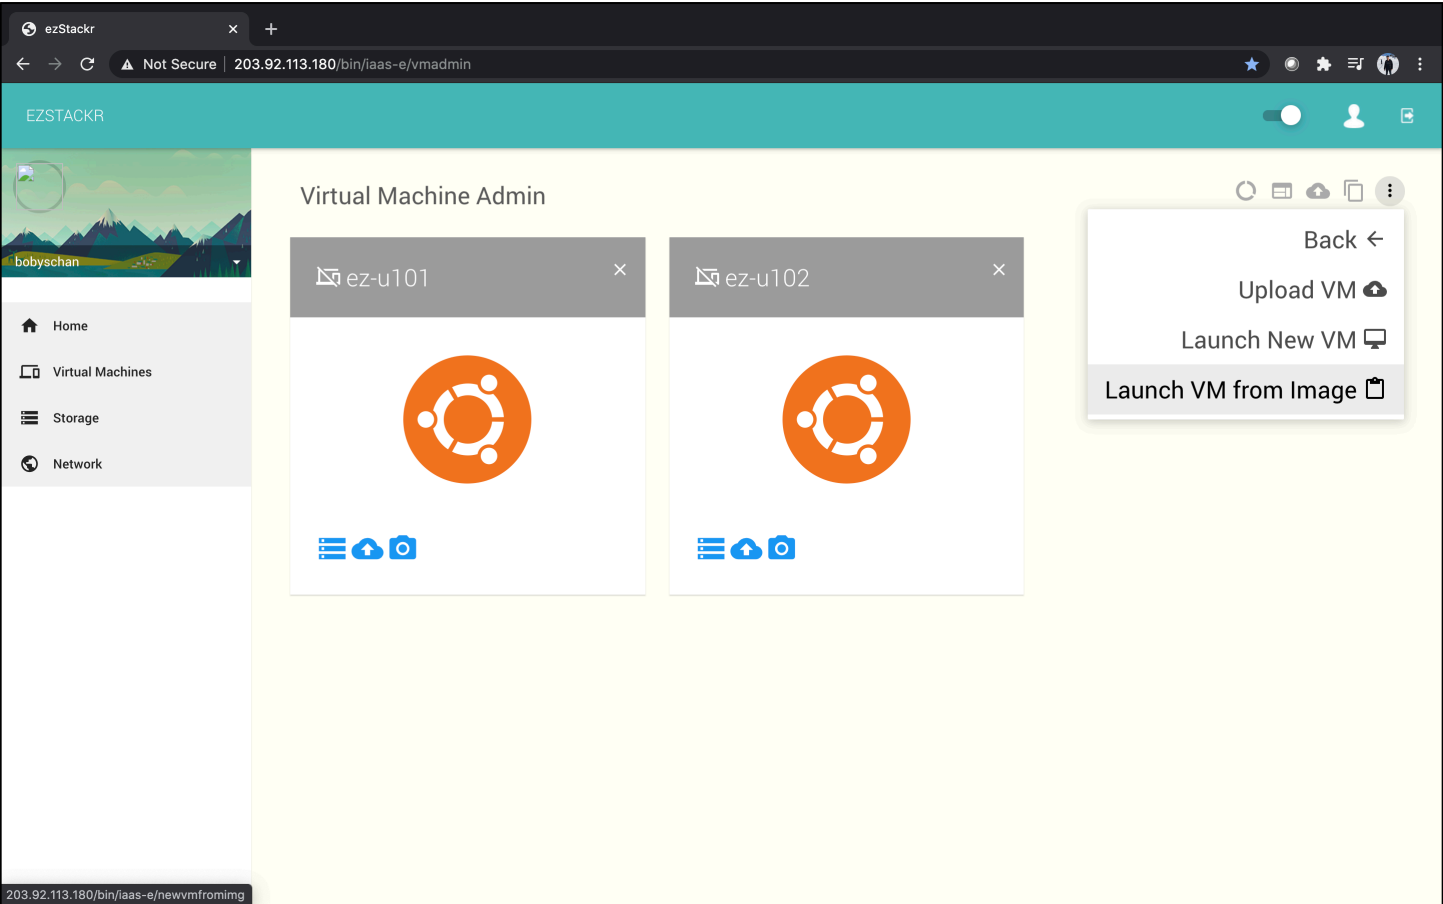 ezStackr
Not Secure
203.92.113.180/bin/iaas-e/vmadmin
EZSTACKR
bobyschan
Home
Virtual Machines
Storage
Network
Virtual Machine Admin
ez-u101
ez-u102
Back
Upload VM
Launch New VM
Launch VM from Image
203.92.113.180/bin/iaas-e/newvmfromimg